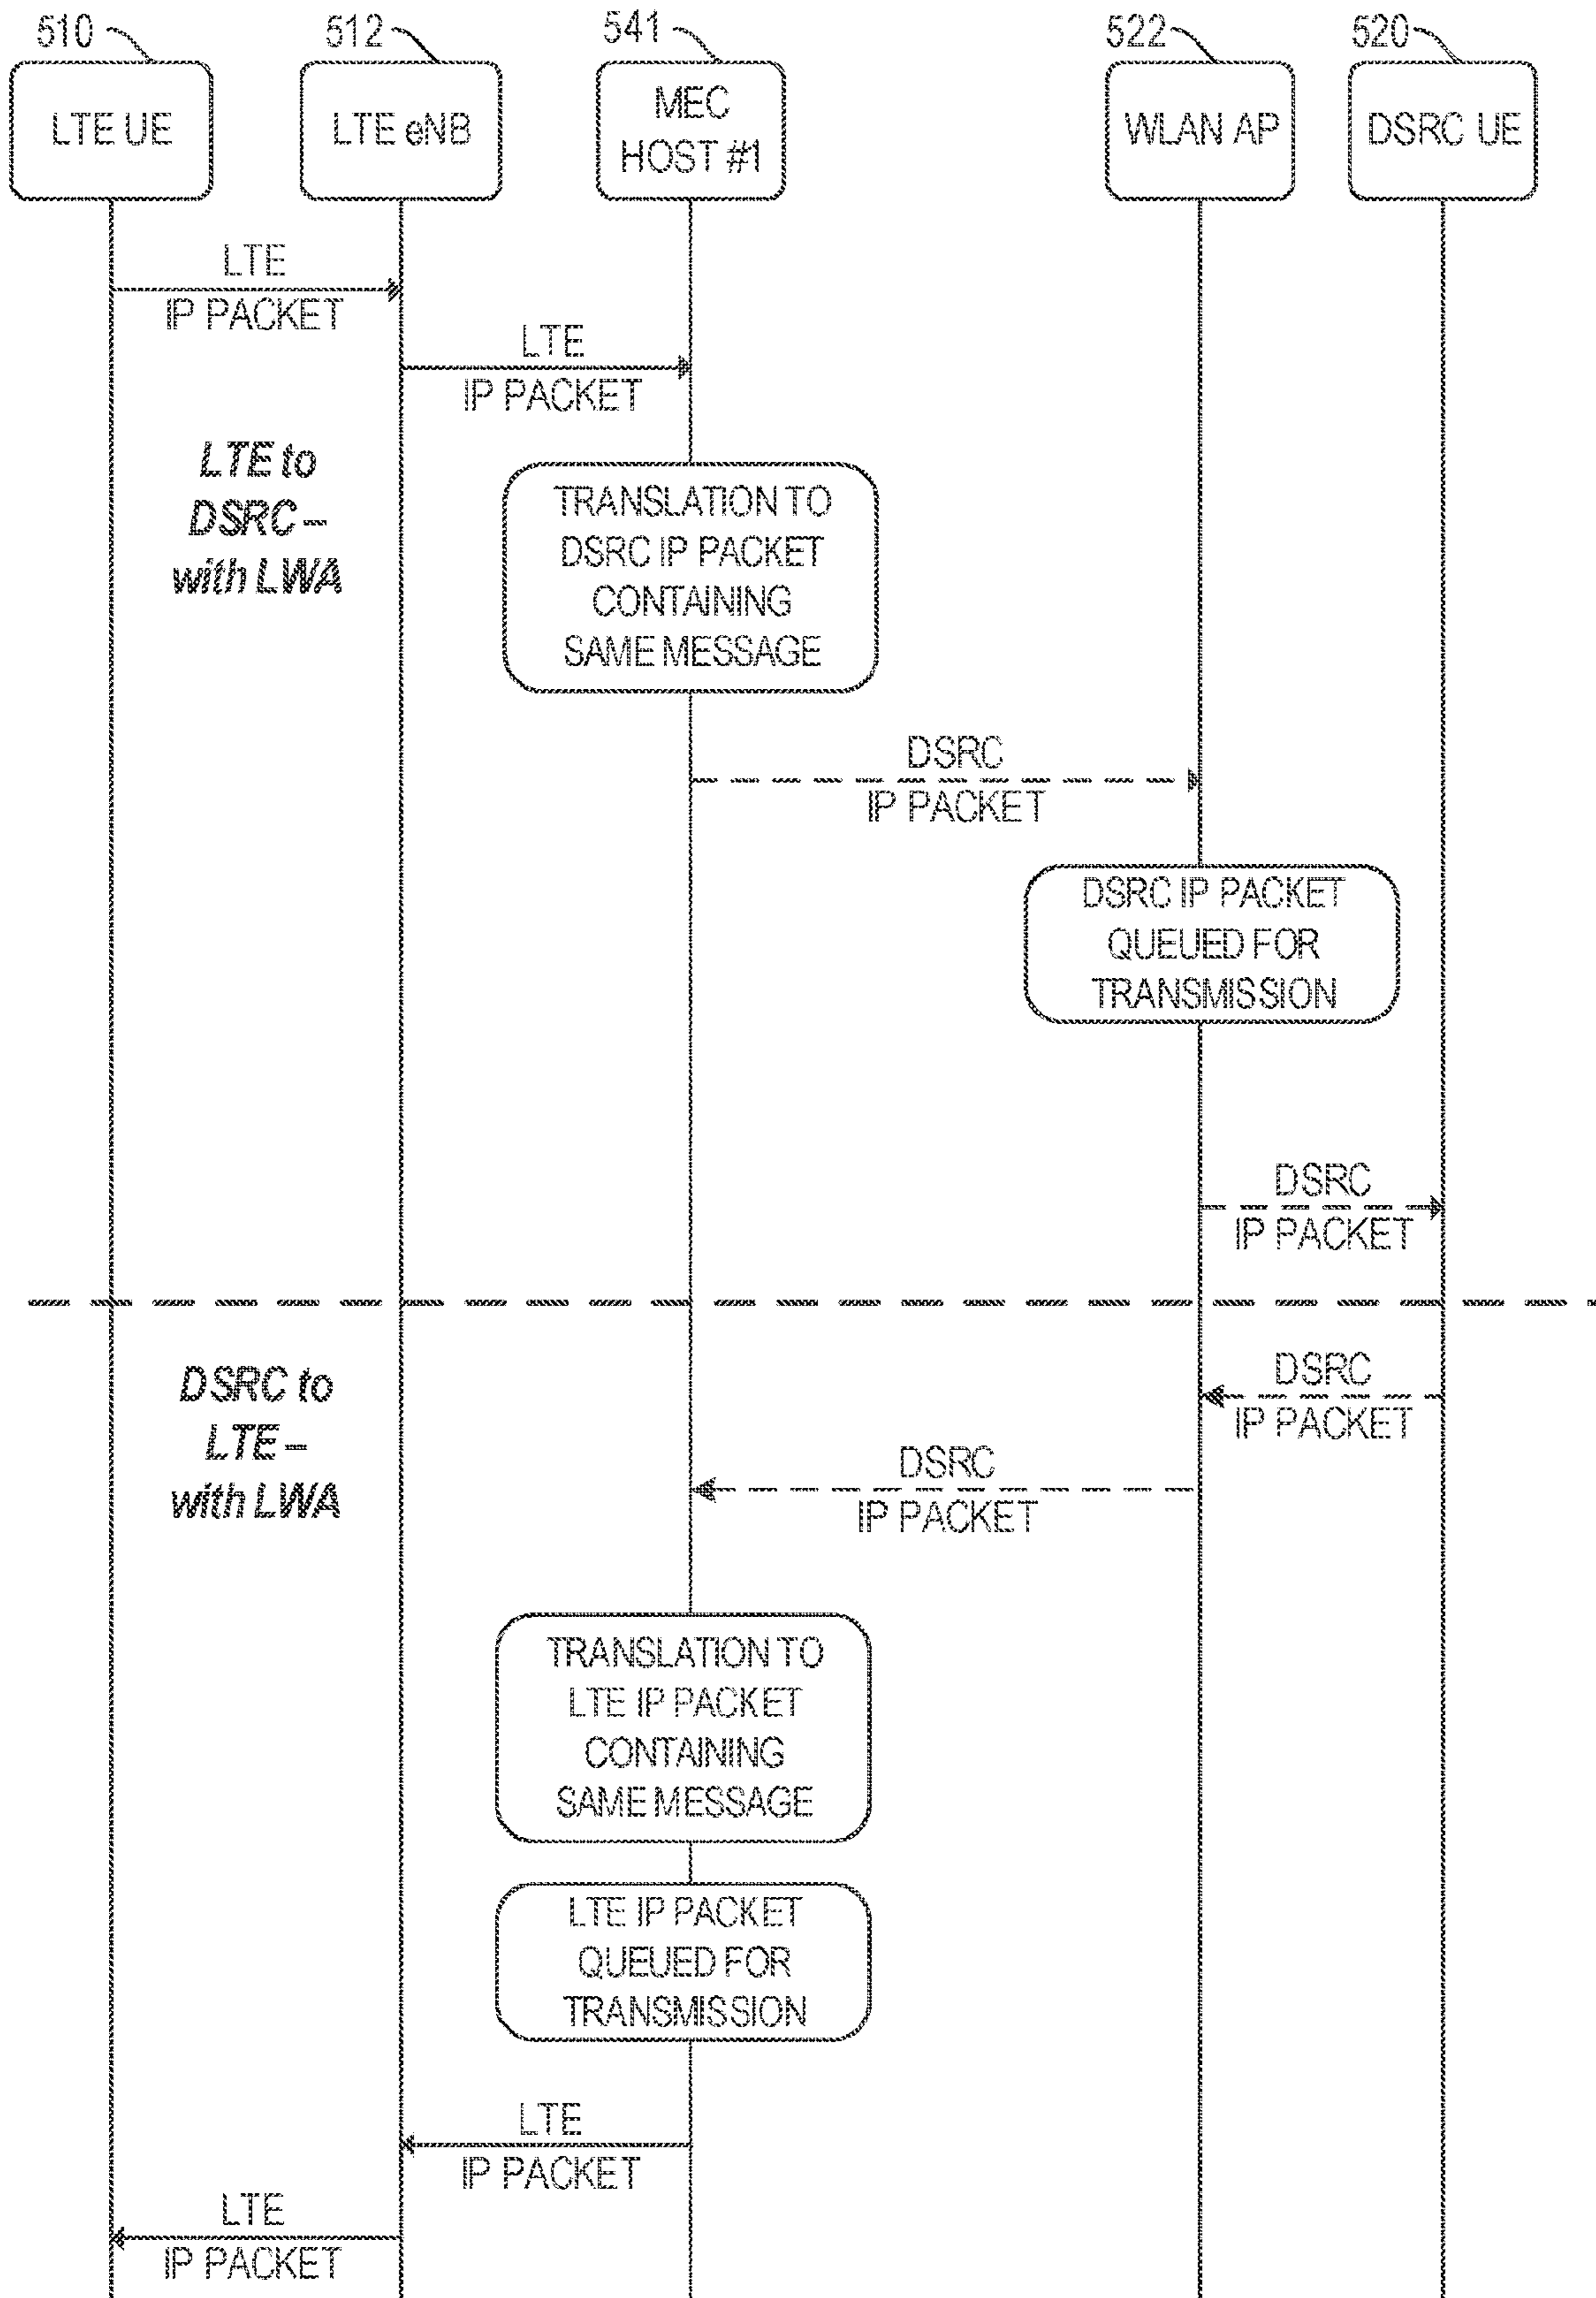 510
512
541
522
520
LTE UE
LTE eNB
MEC
HOST #1
WLAN AP
DSRC UE
LTE
IP PACKET
LTE
IP PACKET
LTE to
DSRC –
with LWA
TRANSLATION TO
DSRC IP PACKET
CONTAINING
SAME MESSAGE
DSRC
IP PACKET
DSRC IP PACKET
QUEUED FOR
TRANSMISSION
DSRC
IP PACKET
DSRC to
LTE –
with LWA
DSRC
IP PACKET
DSRC
IP PACKET
TRANSLATION TO
LTE IP PACKET
CONTAINING
SAME MESSAGE
LTE IP PACKET
QUEUED FOR
TRANSMISSION
LTE
IP PACKET
LTE
IP PACKET